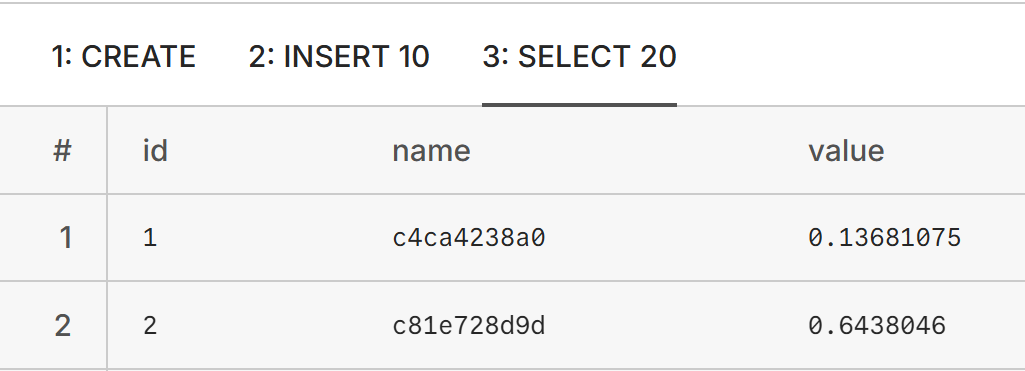 1: CREATE 2: INSERT 10 3: SELECT 20
# id name value
1 1 c4ca4238a0 0.13681075
2 2 c81e728d9d 0.6438046